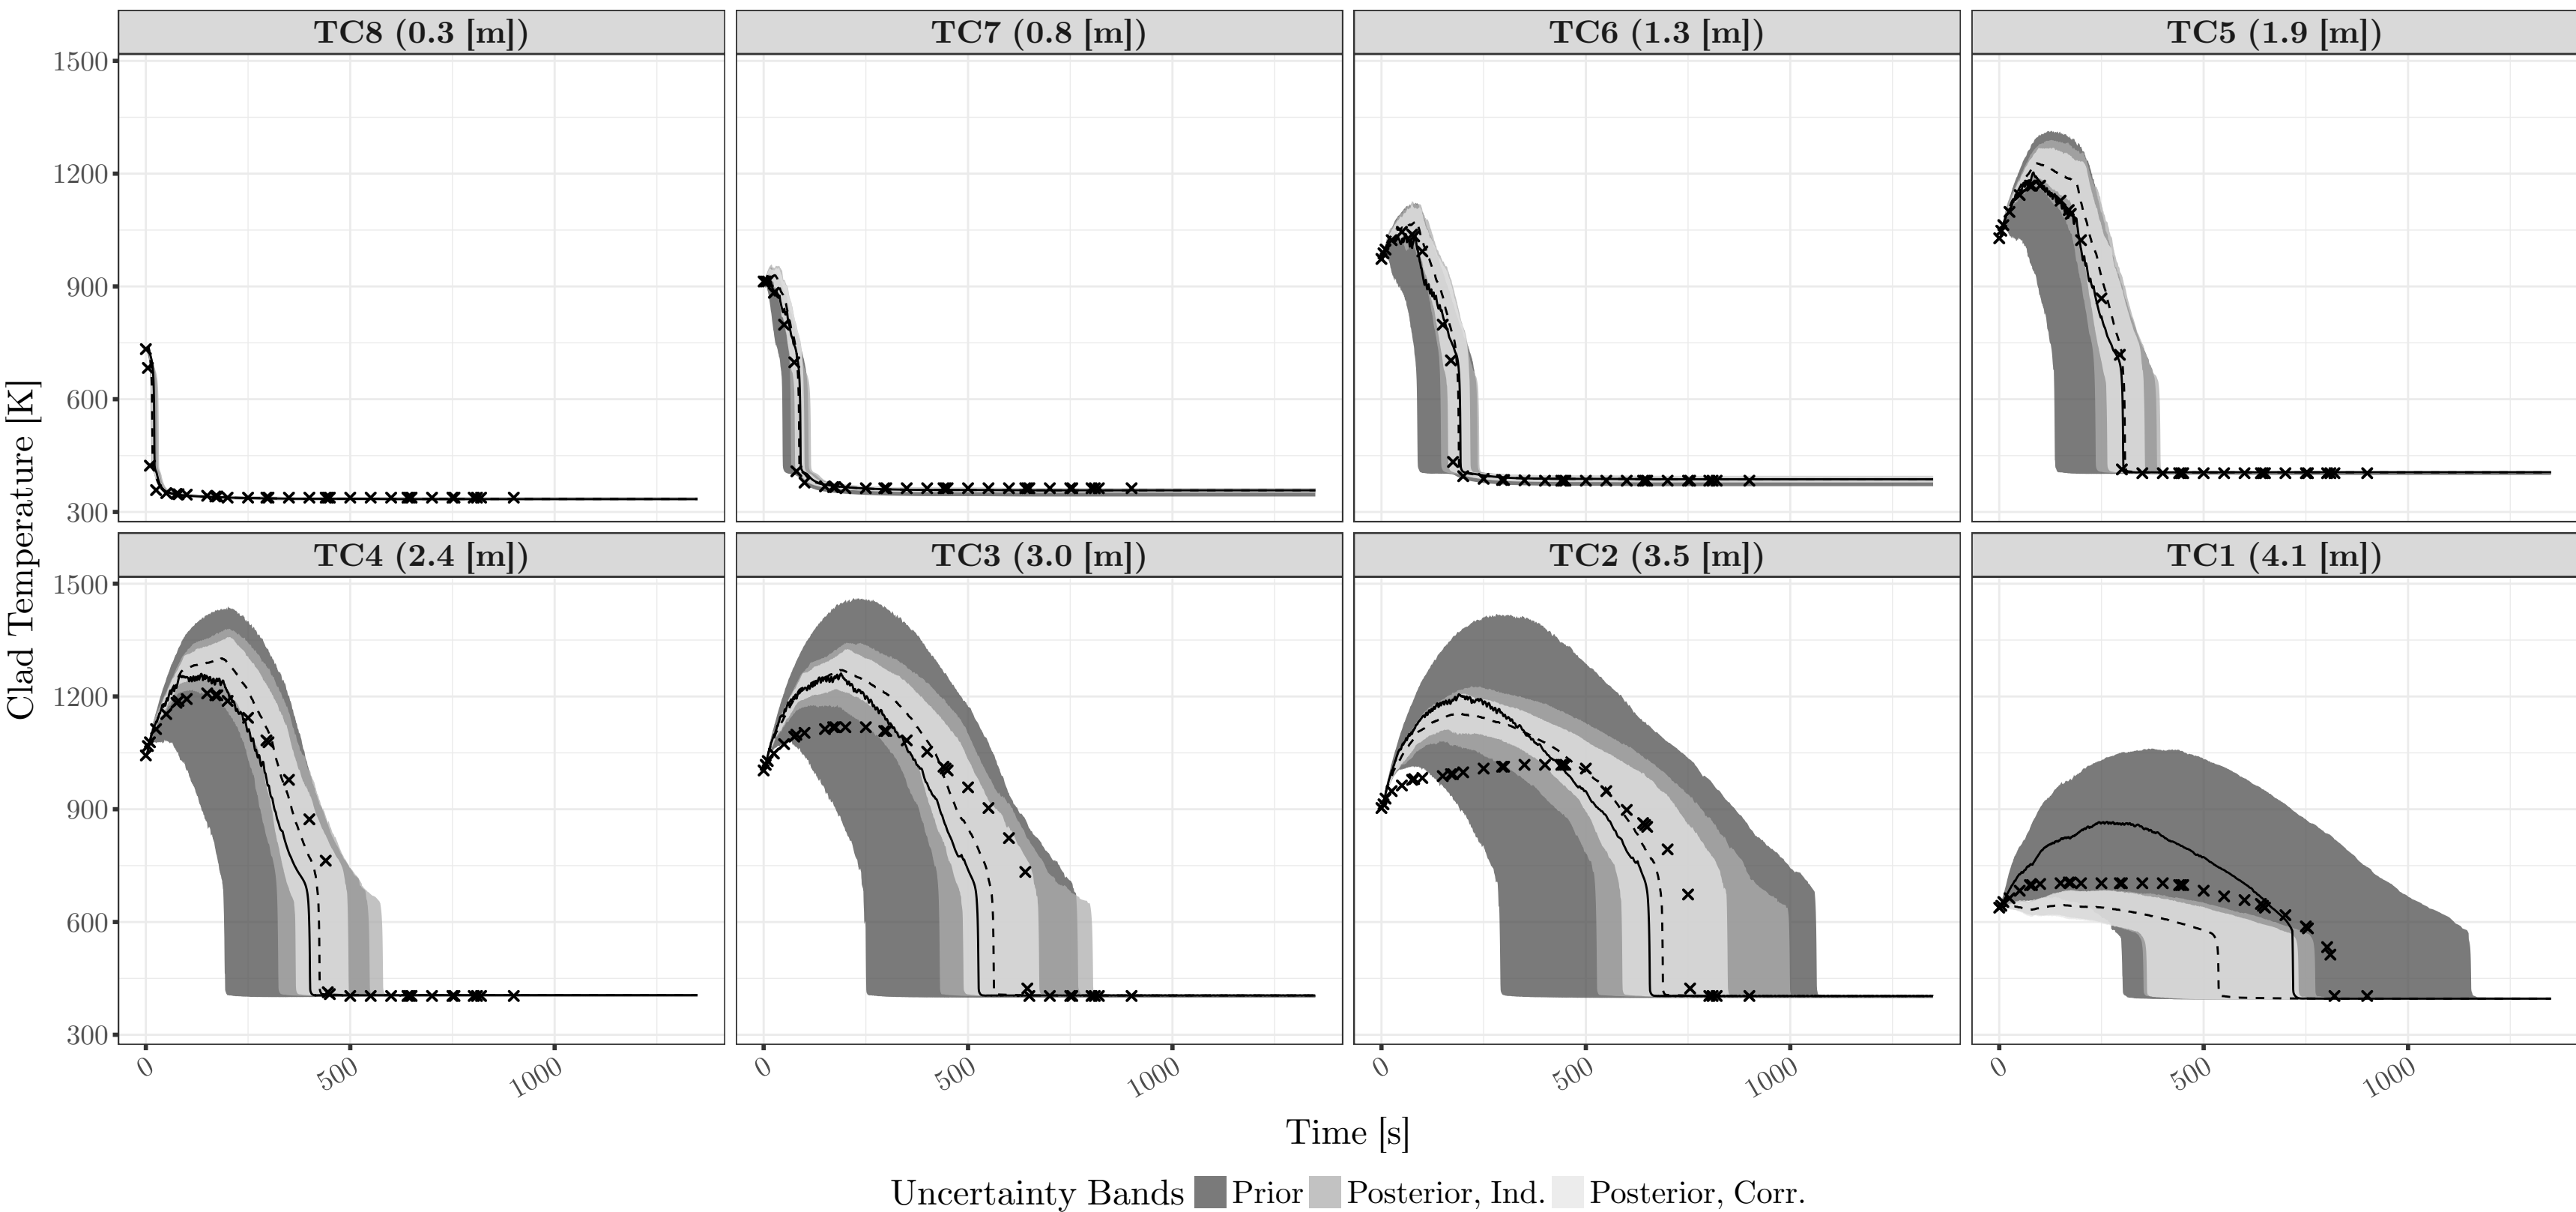 TC8 (0.3 [m]) TC7 (0.8 [m]) TC6 (1.3 [m]) TC5 (1.9 [m])
1500
1200
900
600
300
Clad Temperature [K]
TC4 (2.4 [m]) TC3 (3.0 [m]) TC2 (3.5 [m]) TC1 (4.1 [m])
1500
1200
900
600
300
0 500 1000 0 500 1000 0 500 1000 0 500 1000
Time [s]
Uncertainty Bands Prior Posterior, Ind. Posterior, Corr.